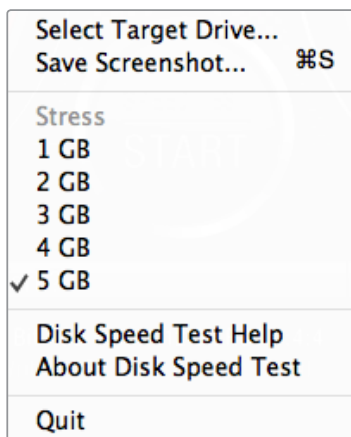 Select Target Drive...
Save Screenshot... ⌘S
Stress
1 GB
2 GB
3 GB
4 GB
✓ 5 GB
Disk Speed Test Help
About Disk Speed Test
Quit
START